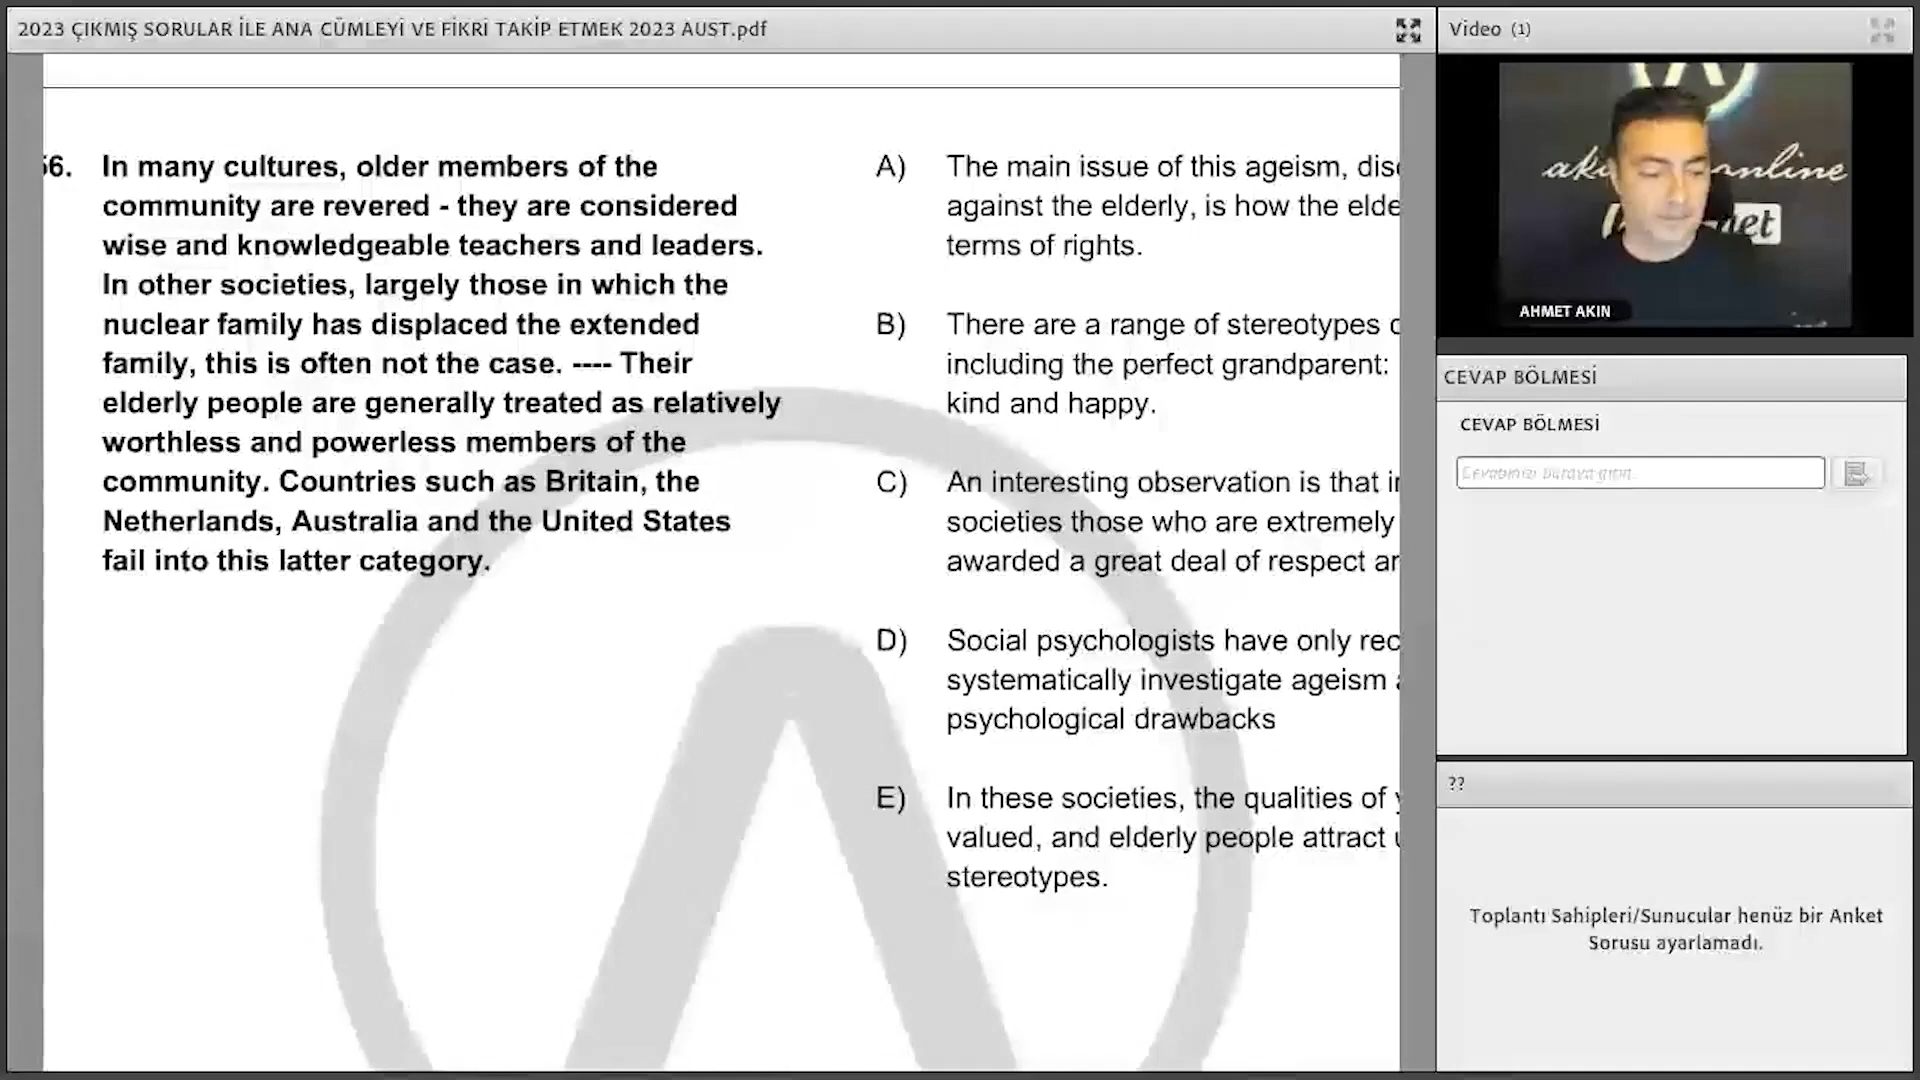 2023 ÇIKMIŞ SORULAR İLE ANA CÜMLEYİ VE FİKRİ TAKİP ETMEK 2023 AUST.pdf
56. In many cultures, older members of the
community are revered - they are considered
wise and knowledgeable teachers and leaders.
In other societies, largely those in which the
nuclear family has displaced the extended
family, this is often not the case. ---- Their
elderly people are generally treated as relatively
worthless and powerless members of the
community. Countries such as Britain, the
Netherlands, Australia and the United States
fail into this latter category.
A) The main issue of this ageism,
against the elderly, is how the
terms of rights.
B) There are a range of stereotypes
including the perfect grandparent:
kind and happy.
C) An interesting observation is that
societies those who are extremely
awarded a great deal of respect
D) Social psychologists have only
systematically investigate ageism
psychological drawbacks
E) In these societies, the qualities of
valued, and elderly people attract
stereotypes.
Video (1)
AHMET AKIN
CEVAP BÖLMESİ
CEVAP BÖLMESİ
Cevabınızı buraya girin.
??
Toplantı Sahipleri/Sunucular henüz bir Anket
Sorusu ayarlamadı.